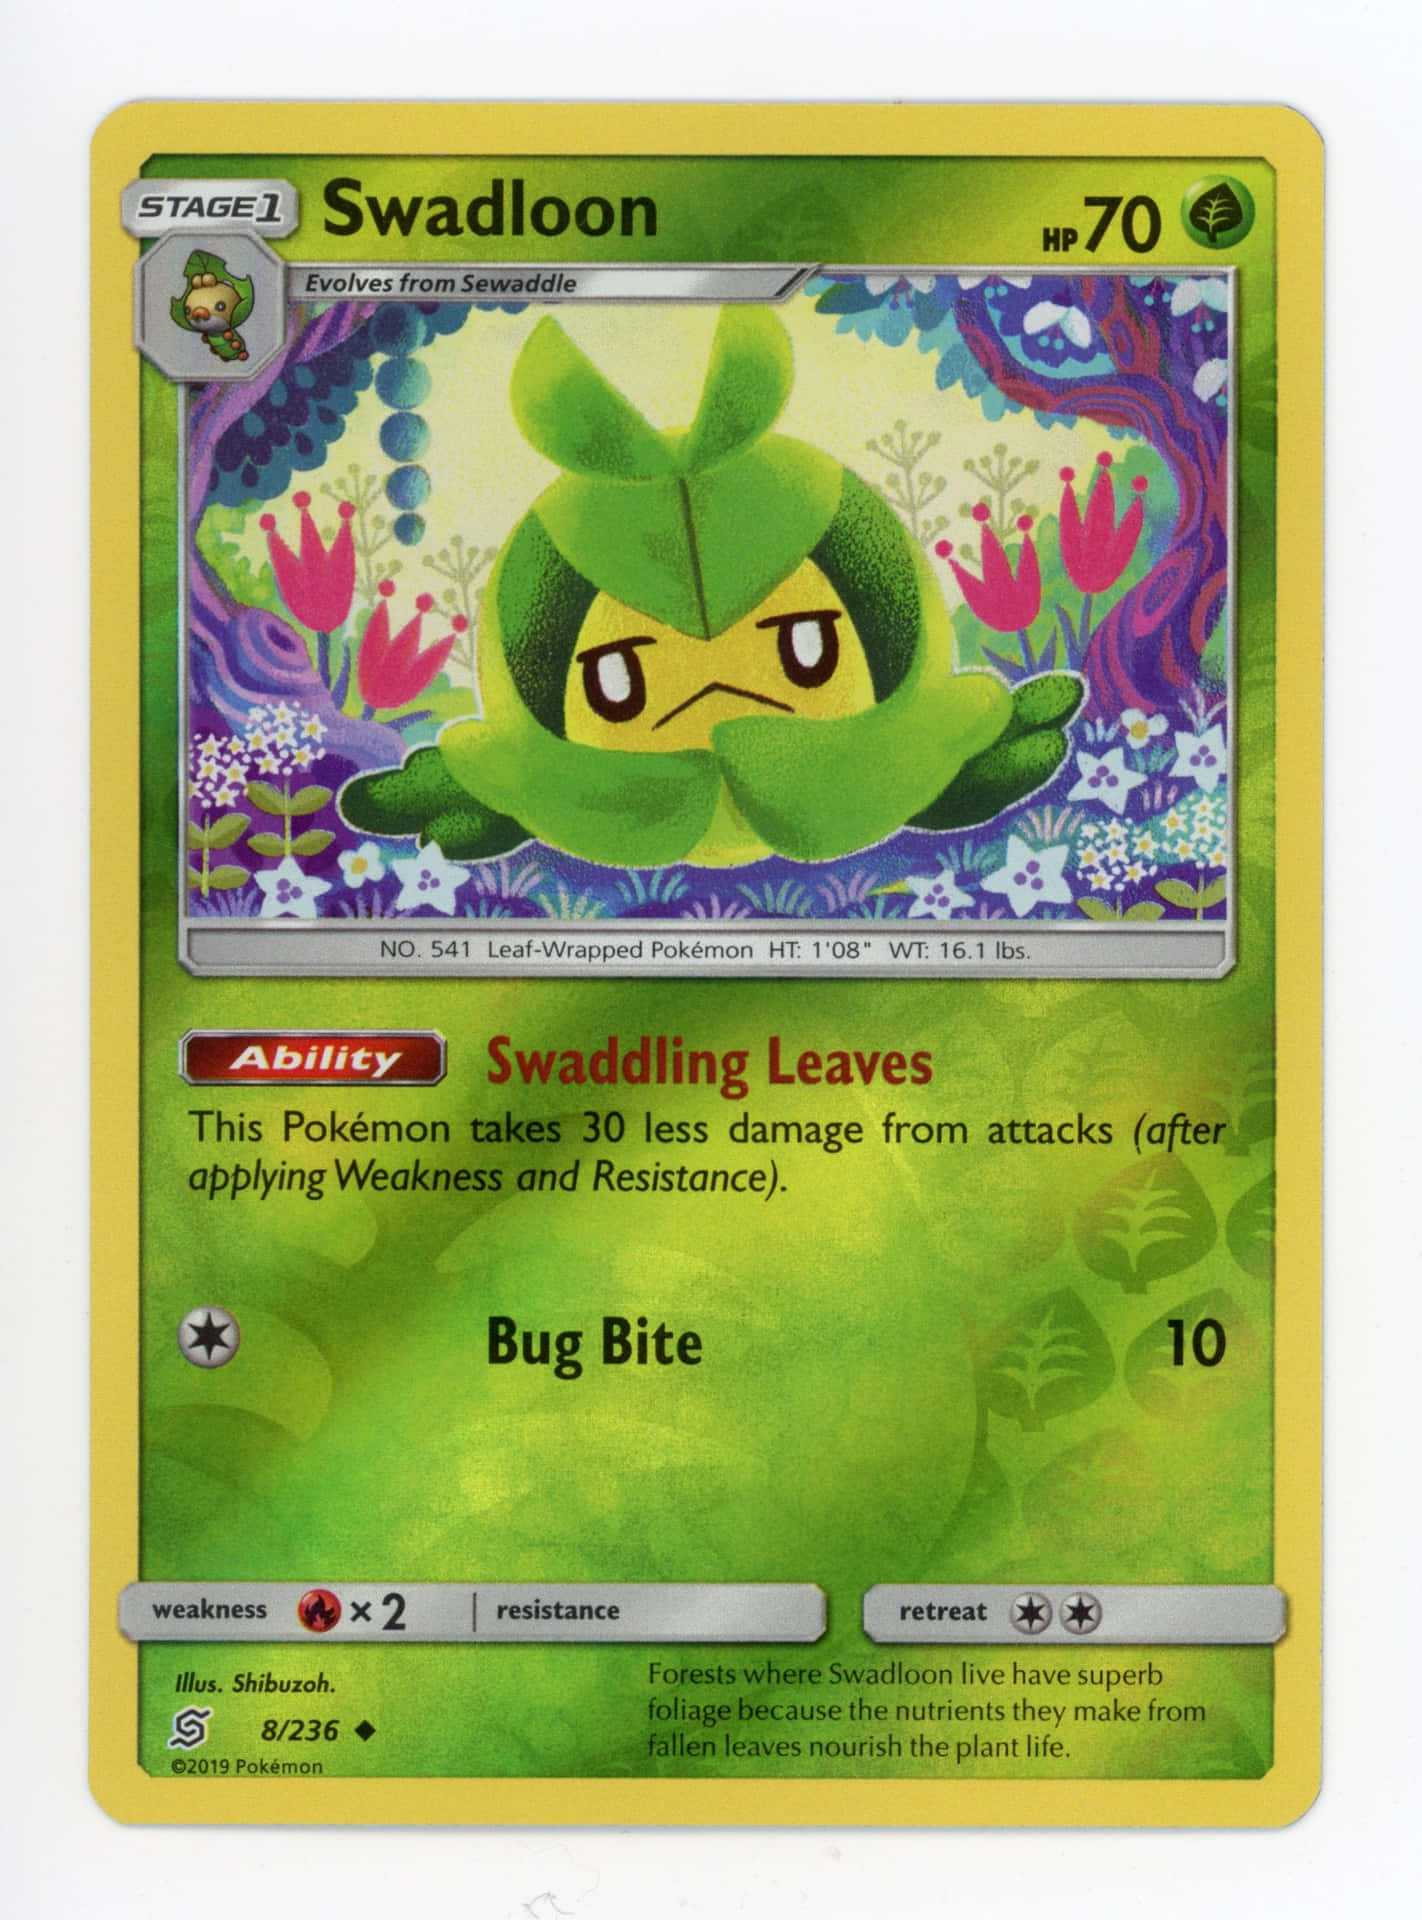 STAGE1
Swadloon
HP 70
Evolves from Sewaddle
NO. 541 Leaf-Wrapped Pokémon HT: 1'08" WT: 16.1 lbs.
Ability
Swaddling Leaves
This Pokémon takes 30 less damage from attacks (after
applying Weakness and Resistance).
Bug Bite
10
weakness × 2
resistance
retreat
Illus. Shibuzoh.
8/236
©2019 Pokémon
Forests where Swadloon live have superb
foliage because the nutrients they make from
fallen leaves nourish the plant life.